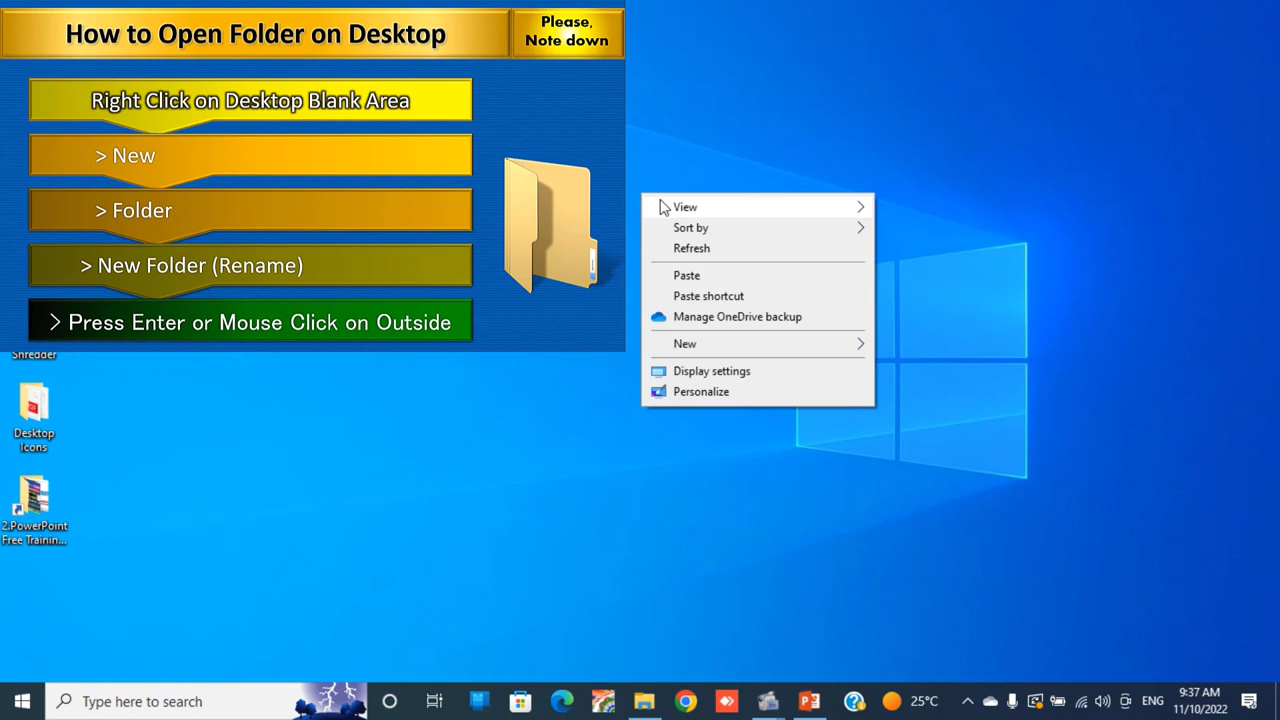 How to Open Folder on Desktop
Please,
Note down
Right Click on Desktop Blank Area
> New
> Folder
> New Folder (Rename)
> Press Enter or Mouse Click on Outside
Shredder
Desktop
Icons
2.PowerPoint
Free Trainin...
View
Sort by
Refresh
Paste
Paste shortcut
Manage OneDrive backup
New
Display settings
Personalize
Type here to search
25°C
ENG
9:37 AM
11/10/2022